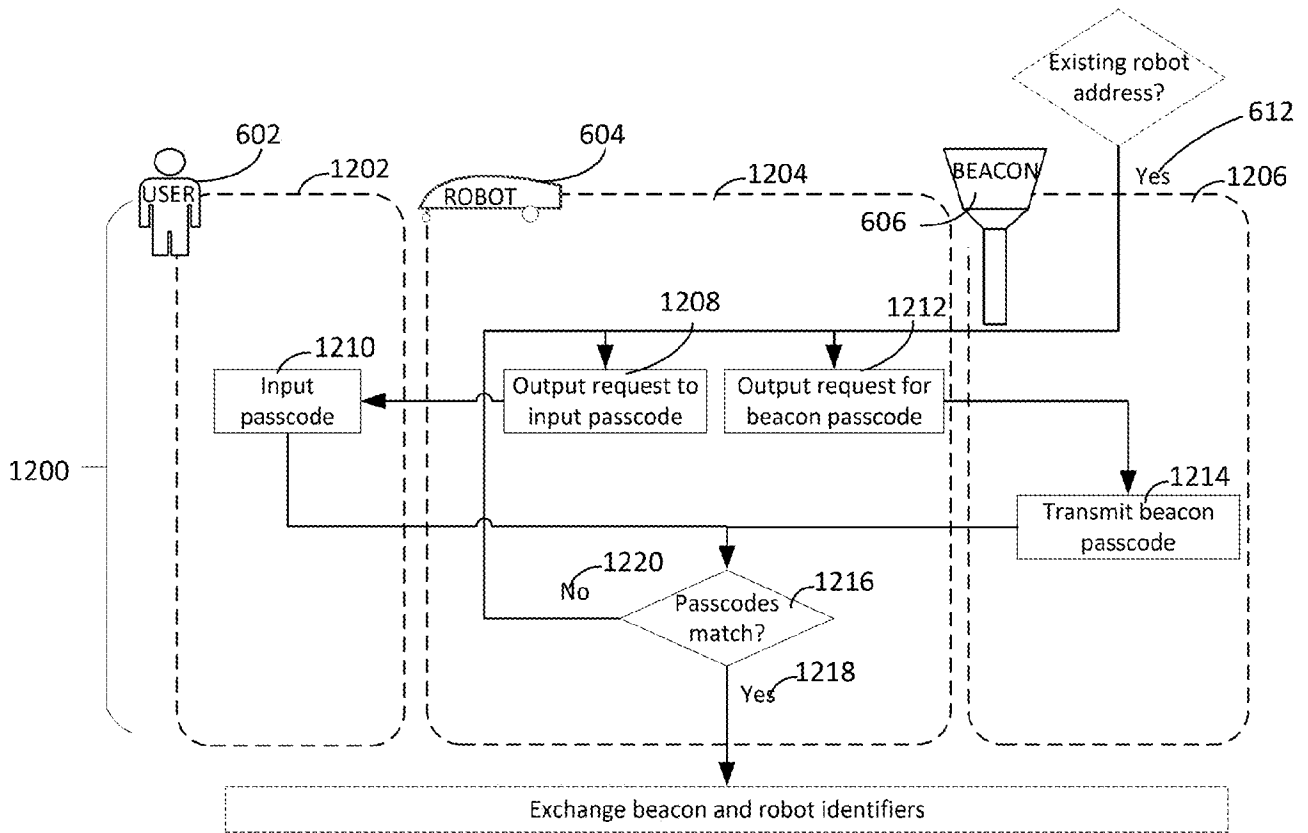 Existing robot
address?
612
Yes
602
604
1202
USER
ROBOT
1204
BEACON
606
1206
1208
1212
1210
Input
passcode
Output request to
input passcode
Output request for
beacon passcode
1200
1214
Transmit beacon
passcode
1220
No
1216
Passcodes
match?
1218
Yes
Exchange beacon and robot identifiers